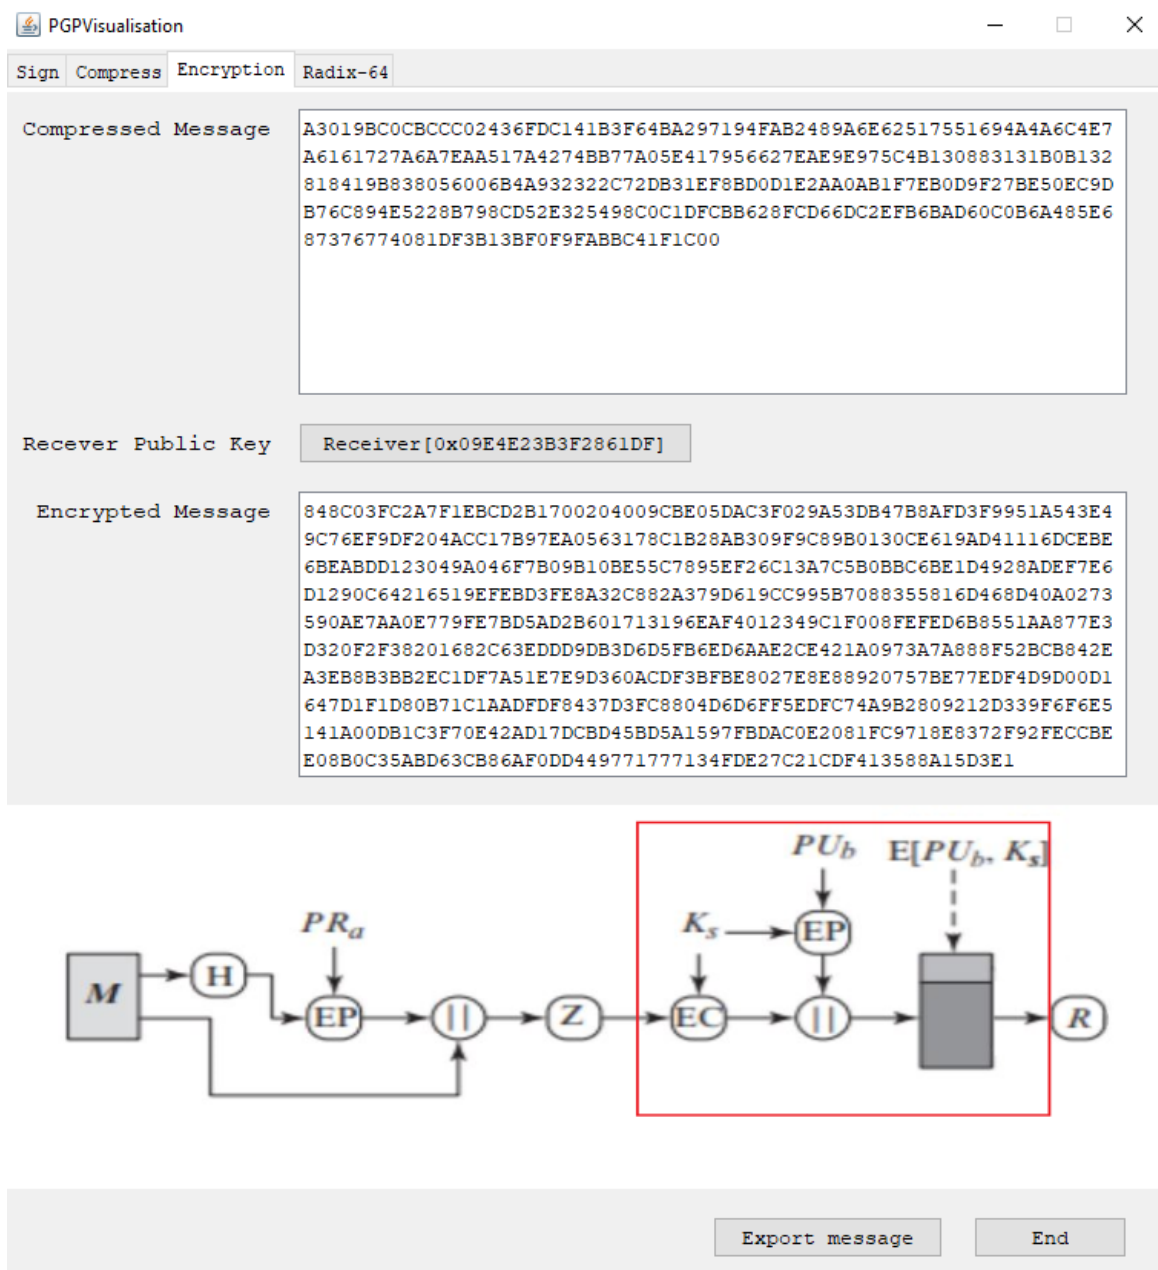 PGPVisualisation
Sign Compress Encryption Radix-64
Compressed Message
A3019BC0CBCCC02436FDC141B3F64BA297194FAB2489A6E62517551694A4A6C4E7
A6161727A6A7EAA517A4274BB77A05E417956627EAE9E975C4B130883131B0B132
818419B838056006B4A932322C72DB31EF8BD0D1E2AA0AB1F7EB0D9F27BE50EC9D
B76C894E5228B798CD52E325498C0C1DFCBB628FCD66DC2EFB6BAD60C0B6A485E6
87376774081DF3B13BF0F9FABBC41F1C00
Recever Public Key
Receiver[0x09E4E23B3F2861DF]
Encrypted Message
848C03FC2A7F1EBCD2B1700204009CBE05DAC3F029A53DB47B8AFD3F9951A543E4
9C76EF9DF204ACC17B97EA0563178C1B28AB309F9C89B0130CE619AD41116DCEBE
6BEABDD123049A046F7B09B10BE55C7895EF26C13A7C5B0BBC6BE1D4928ADEF7E6
D1290C64216519EFEBD3FE8A32C882A379D619CC995B7088355816D468D40A0273
590AE7AA0E779FE7BD5AD2B601713196EAF4012349C1F008FEFED6B8551AA877E3
D320F2F38201682C63EDDD9DB3D6D5FB6ED6AAE2CE421A0973A7A888F52BCB842E
A3EB8B3BB2EC1DF7A51E7E9D360ACDF3BFBE8027E8E88920757BE77EDF4D9D00D1
647D1F1D80B71C1AADFDF8437D3FC8804D6D6FF5EDFC74A9B2809212D339F6F6E5
141A00DB1C3F70E42AD17DCBD45BD5A1597FBDAC0E2081FC9718E8372F92FECCBE
E08B0C35ABD63CB86AF0DD449771777134FDE27C21CDF413588A15D3E1
PUb E[PUb, Ks]
PRa Ks EP
M H EP || Z EC || R
Export message End